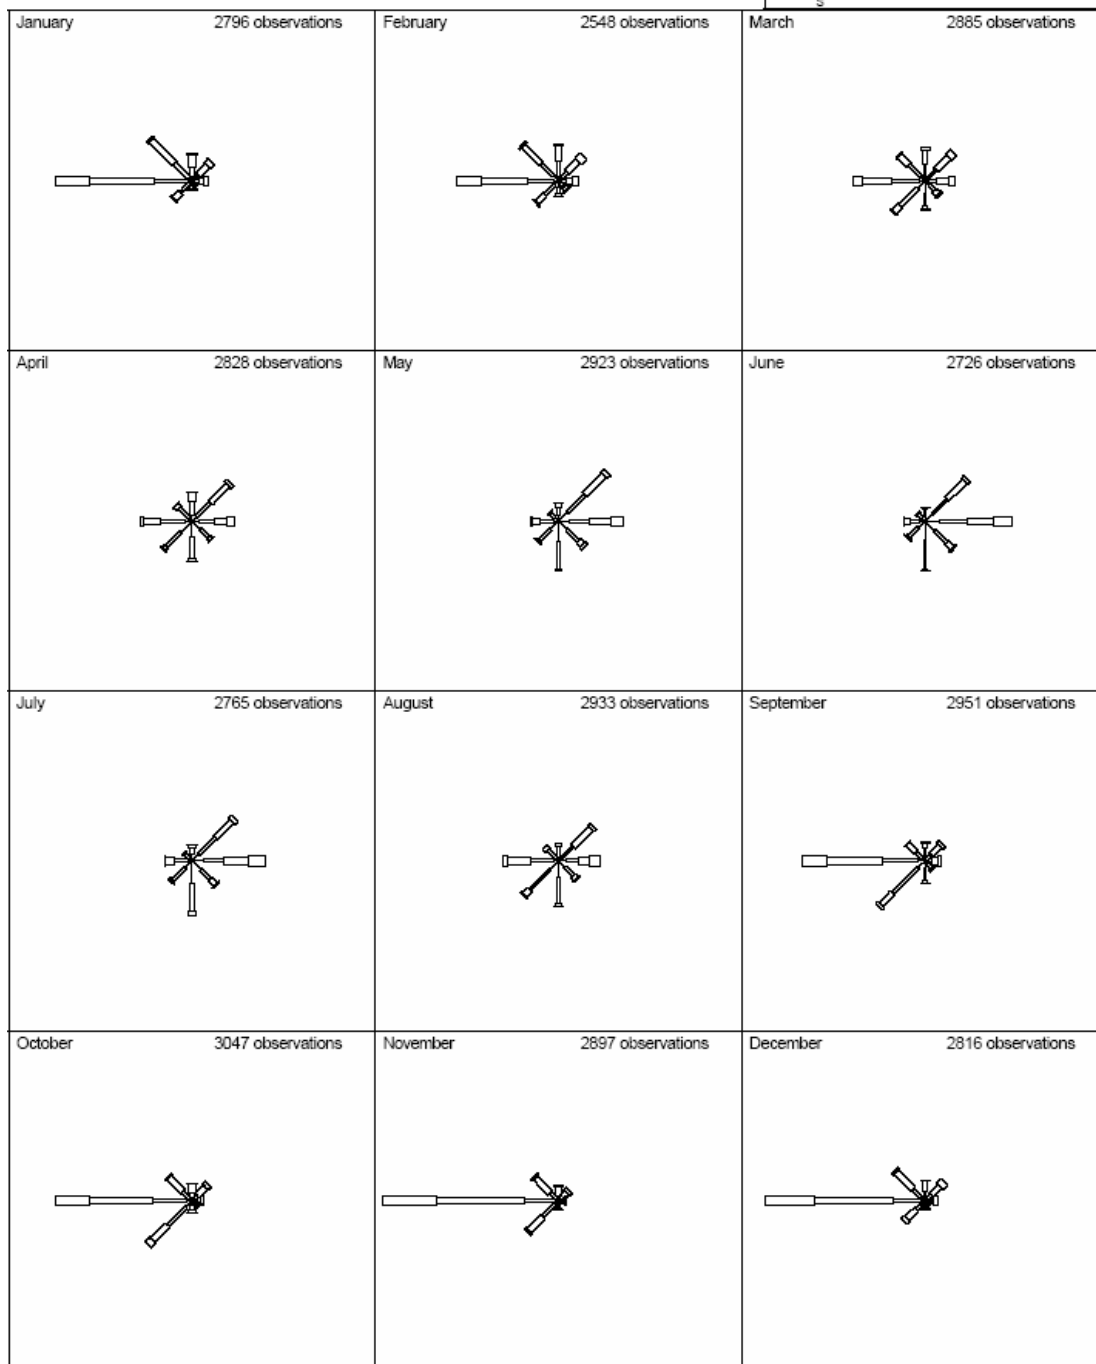 s
January 2796 observations February 2548 observations March 2885 observations
April 2828 observations May 2923 observations June 2726 observations
July 2765 observations August 2933 observations September 2951 observations
October 3047 observations November 2897 observations December 2816 observations